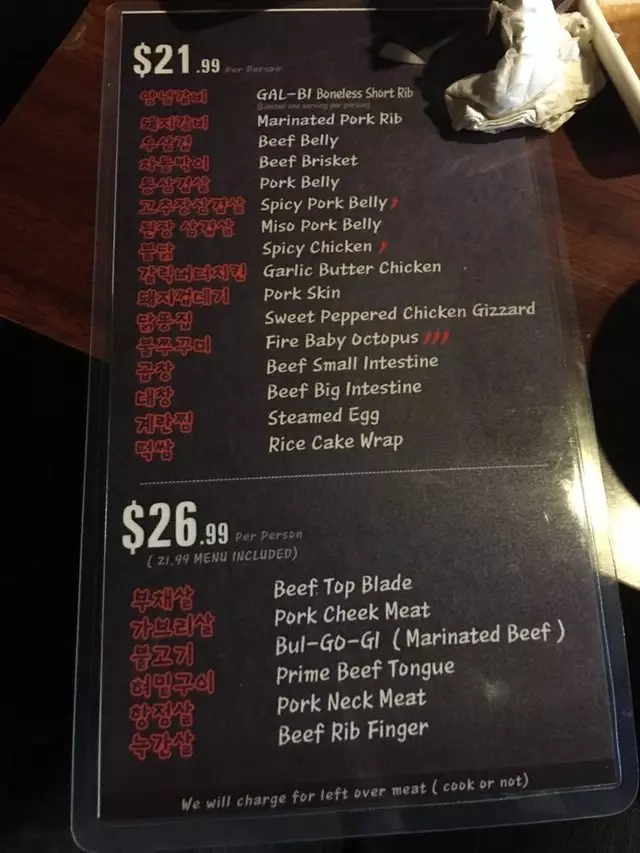 $21.99 Per Person
양념갈비 GAL-BI Boneless Short Rib
(Limited one serving per person)
돼지갈비 Marinated Pork Rib
우삼겹 Beef Belly
차돌박이 Beef Brisket
통삼겹살 Pork Belly
고추장삼겹살 Spicy Pork Belly
된장 삼겹살 Miso Pork Belly
불닭 Spicy Chicken
갈릭버터치킨 Garlic Butter Chicken
돼지껍데기 Pork Skin
닭똥집 Sweet Peppered Chicken Gizzard
불쭈꾸미 Fire Baby Octopus
곱창 Beef Small Intestine
대창 Beef Big Intestine
계란찜 Steamed Egg
떡쌈 Rice Cake Wrap
$26.99 Per Person
( 21.99 MENU INCLUDED)
부채살 Beef Top Blade
가브리살 Pork Cheek Meat
불고기 Bul-GO-GI ( Marinated Beef )
혀밑구이 Prime Beef Tongue
항정살 Pork Neck Meat
늑간살 Beef Rib Finger
We will charge for left over meat ( cook or not)